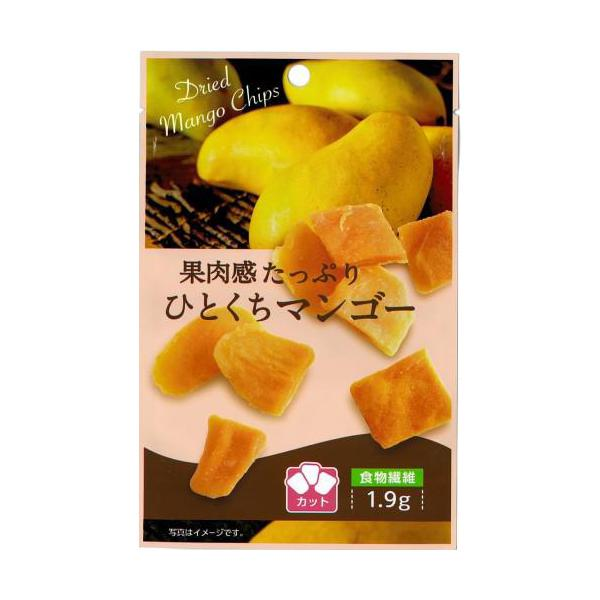 Dried
Mango Chips
果肉感たっぷり
ひとくちマンゴー
カット
食物繊維
1.9g
写真はイメージです。